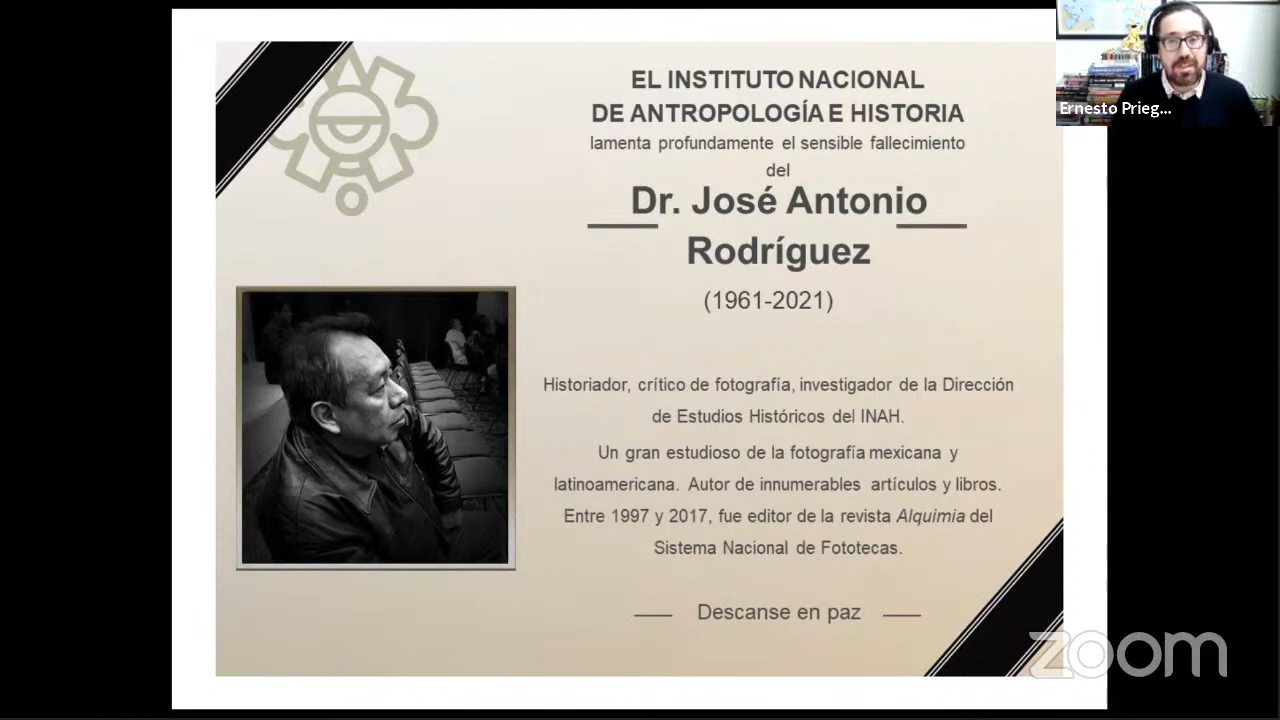 EL INSTITUTO NACIONAL
DE ANTROPOLOGÍA E HISTORIA
lamenta profundamente el sensible fallecimiento
del
Dr. José Antonio
Rodríguez
(1961-2021)
Historiador, crítico de fotografía, investigador de la Dirección
de Estudios Históricos del INAH.
Un gran estudioso de la fotografía mexicana y
latinoamericana. Autor de innumerables artículos y libros.
Entre 1997 y 2017, fue editor de la revista Alquimia del
Sistema Nacional de Fototecas.
Descanse en paz
Ernesto Prieg...
zoom